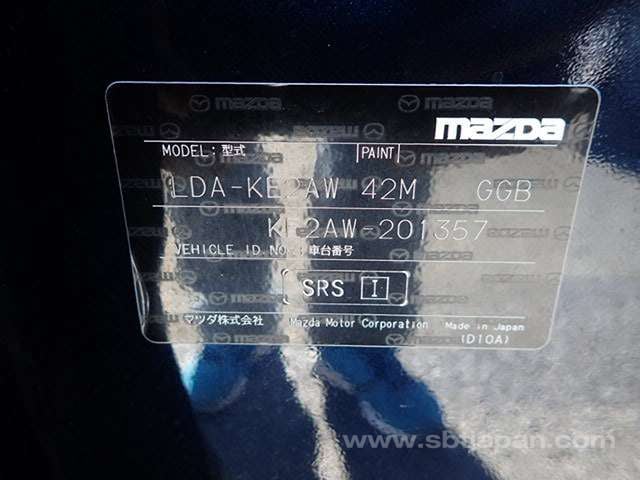 mazda
MODEL; 型式 PAINT
LDA-KE2AW 42M GGB
KE2AW-201357
VEHICLE ID.NO.; 車台番号
SRS I
マツダ株式会社 Mazda Motor Corporation Made in Japan
(D10A)
www.sbtjapan.com